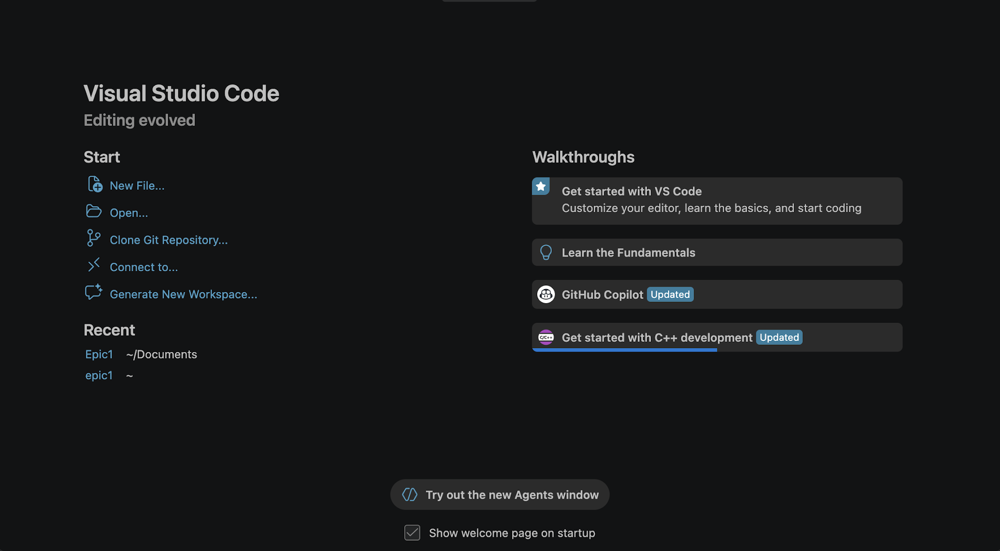 Visual Studio Code
Editing evolved
Start
New File...
Open...
Clone Git Repository...
Connect to...
Generate New Workspace...
Recent
Epic1 ~/Documents
epic1 ~
Walkthroughs
Get started with VS Code
Customize your editor, learn the basics, and start coding
Learn the Fundamentals
GitHub Copilot Updated
C/C++ Get started with C++ development Updated
Try out the new Agents window
Show welcome page on startup